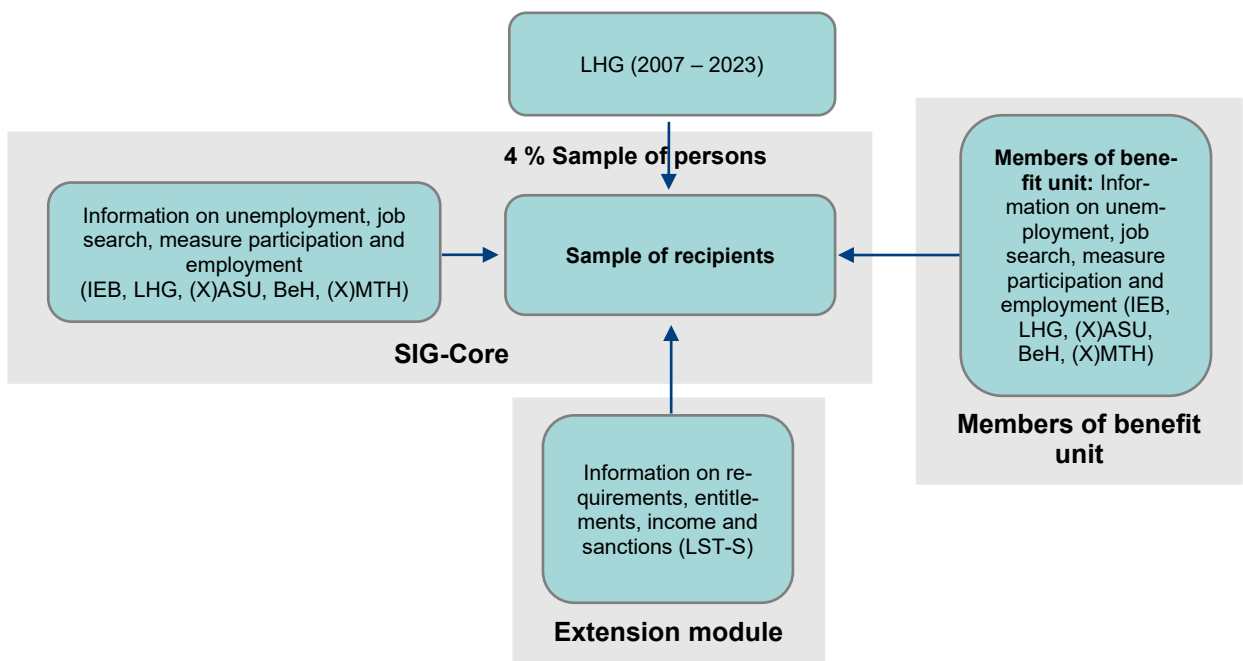 LHG (2007 – 2023)
4 % Sample of persons
Information on unemployment, job
search, measure participation and
employment
(IEB, LHG, (X)ASU, BeH, (X)MTH)
Sample of recipients
SIG-Core
Members of bene-
fit unit: Infor-
mation on unem-
ployment, job
search, measure
participation and
employment (IEB,
LHG, (X)ASU,
BeH, (X)MTH)
Members of benefit
unit
Information on re-
quirements, entitle-
ments, income and
sanctions (LST-S)
Extension module